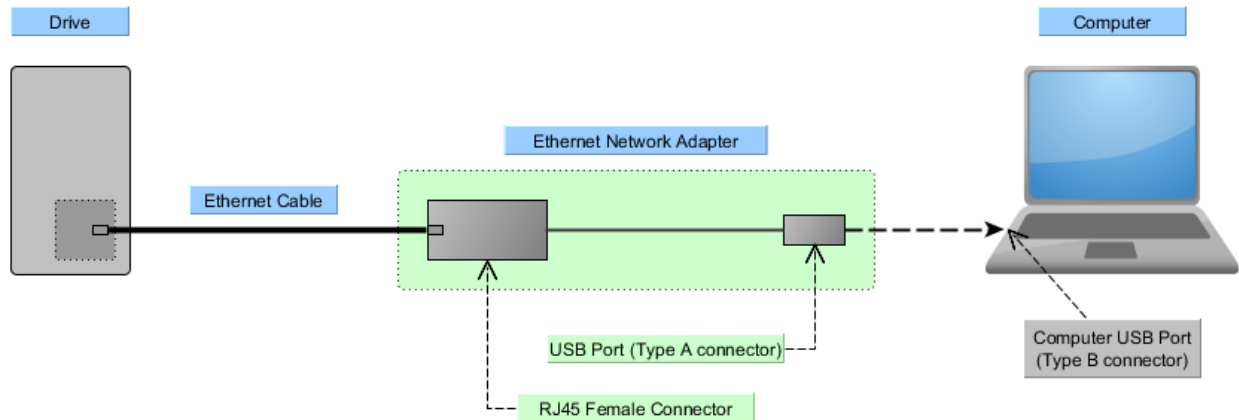 Drive
Computer
Ethernet Network Adapter
Ethernet Cable
USB Port (Type A connector)
Computer USB Port
(Type B connector)
RJ45 Female Connector